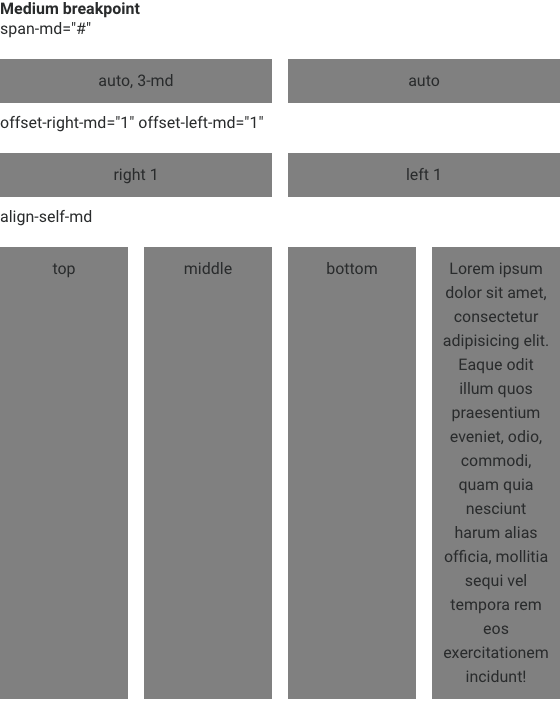 Medium breakpoint
span-md="#"
auto, 3-md
auto
offset-right-md="1" offset-left-md="1"
right 1
left 1
align-self-md
top
middle
bottom
Lorem ipsum
dolor sit amet,
consectetur
adipisicing elit.
Eaque odit
illum quos
praesentium
eveniet, odio,
commodi,
quam quia
nesciunt
harum alias
officia, mollitia
sequi vel
tempora rem
eos
exercitationem
incidunt!